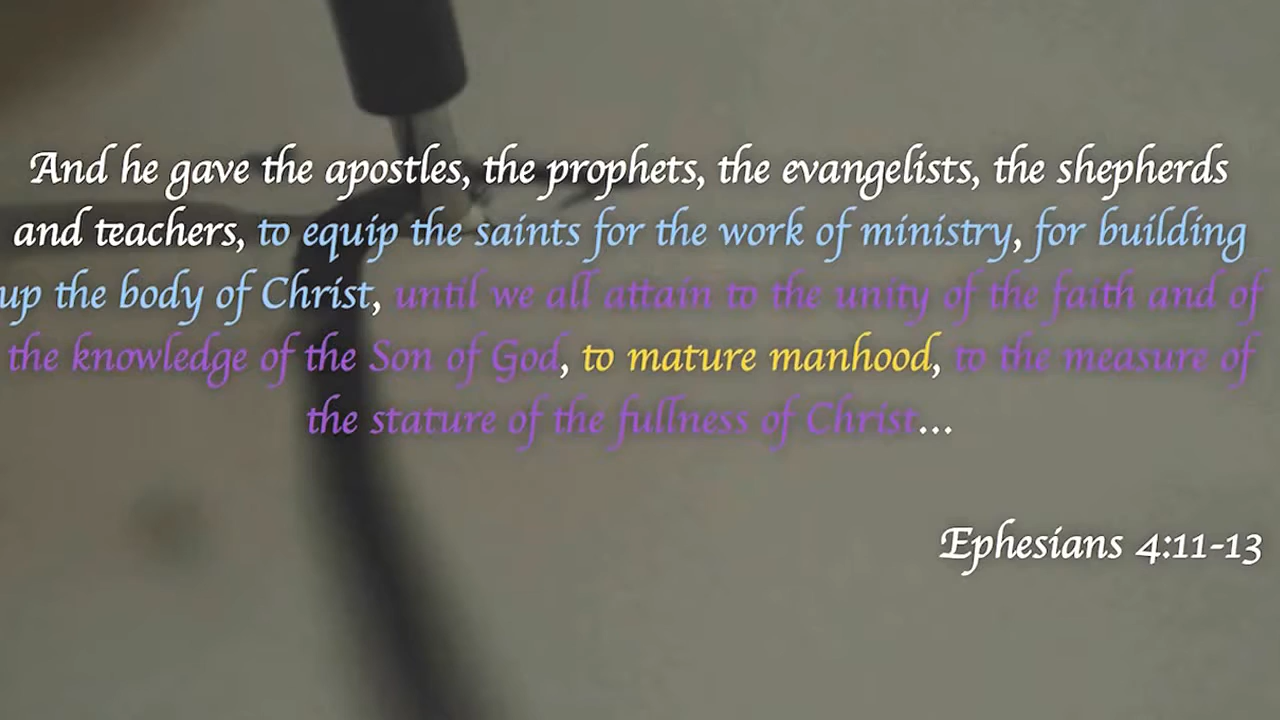 And he gave the apostles, the prophets, the evangelists, the shepherds
and teachers, to equip the saints for the work of ministry, for building
up the body of Christ, until we all attain to the unity of the faith and of
the knowledge of the Son of God, to mature manhood, to the measure of
the stature of the fullness of Christ...
Ephesians 4:11-13